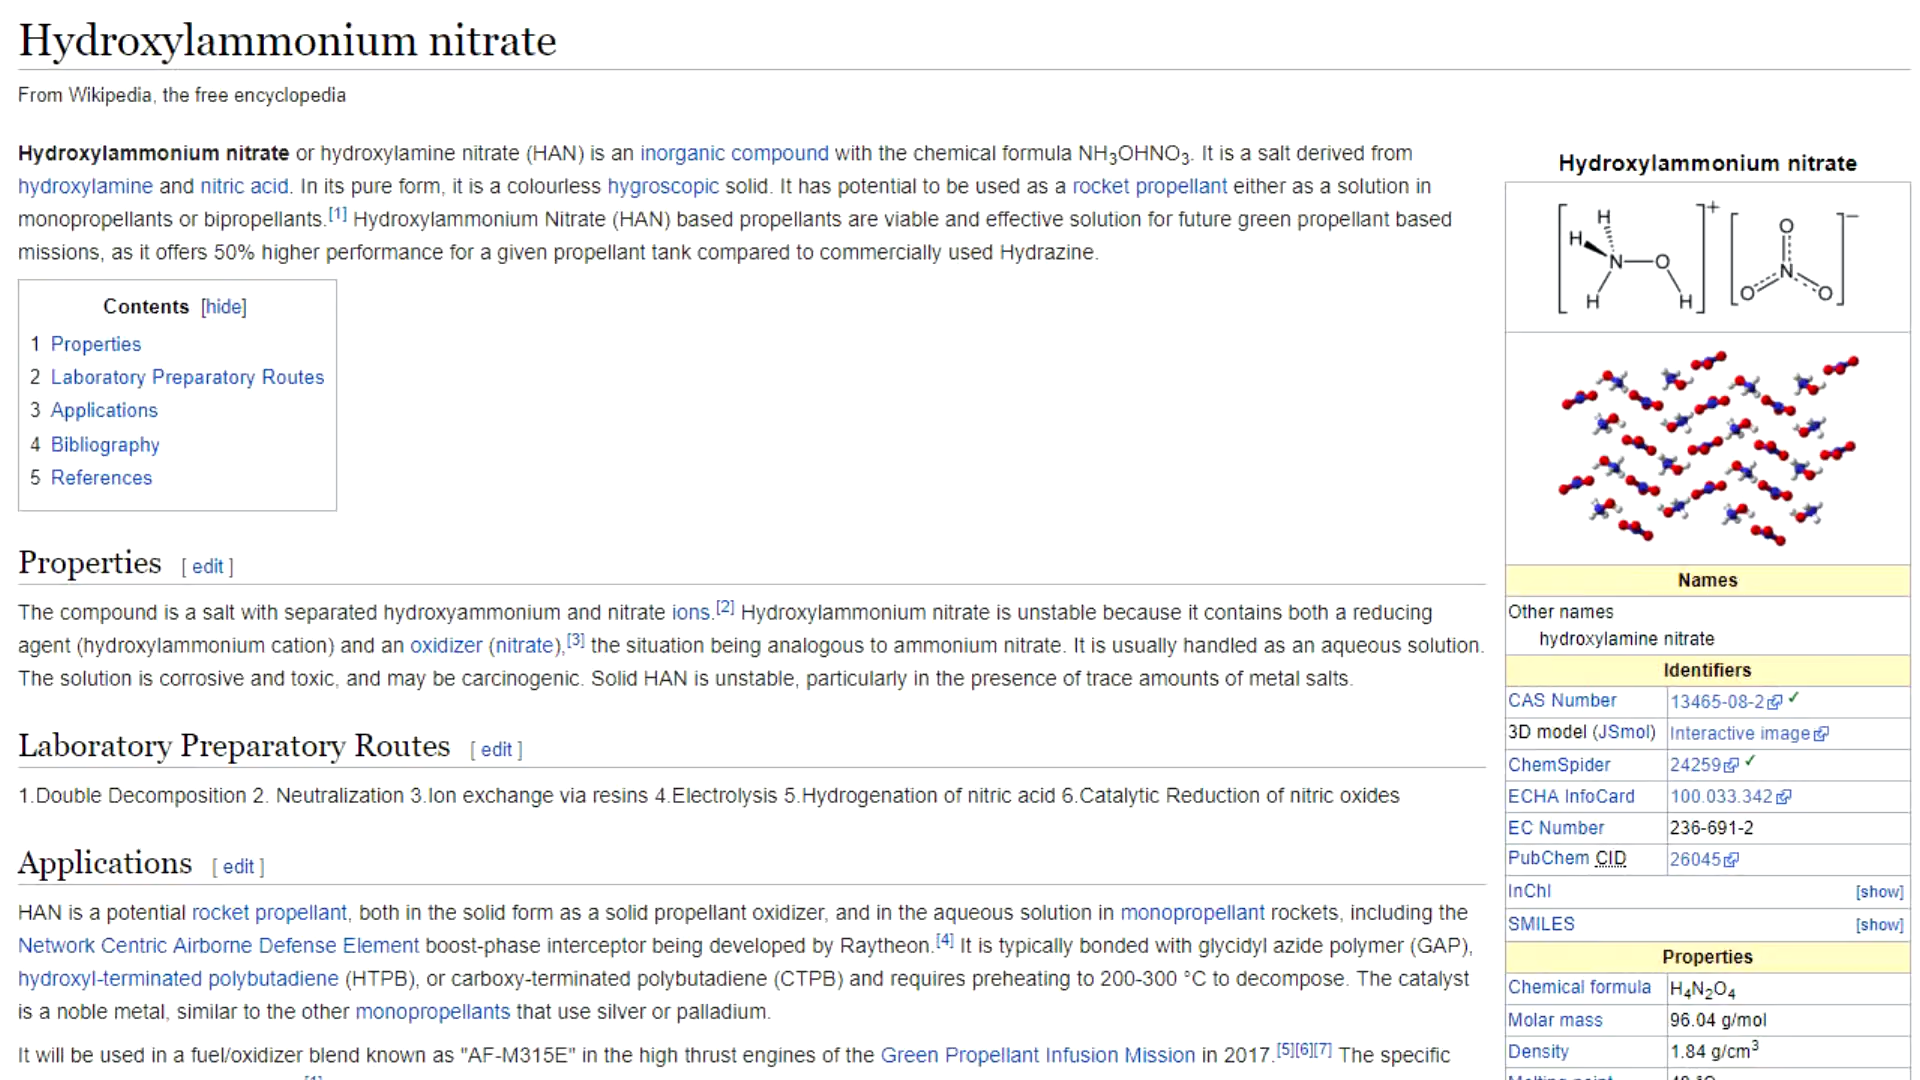 Hydroxylammonium nitrate
From Wikipedia, the free encyclopedia
Hydroxylammonium nitrate or hydroxylamine nitrate (HAN) is an inorganic compound with the chemical formula NH₃OHNO₃. It is a salt derived from
hydroxylamine and nitric acid. In its pure form, it is a colourless hygroscopic solid. It has potential to be used as a rocket propellant either as a solution in
monopropellants or bipropellants.[1] Hydroxylammonium Nitrate (HAN) based propellants are viable and effective solution for future green propellant based
missions, as it offers 50% higher performance for a given propellant tank compared to commercially used Hydrazine.
Contents [hide]
1 Properties
2 Laboratory Preparatory Routes
3 Applications
4 Bibliography
5 References
Properties [ edit ]
The compound is a salt with separated hydroxyammonium and nitrate ions.[2] Hydroxylammonium nitrate is unstable because it contains both a reducing
agent (hydroxylammonium cation) and an oxidizer (nitrate),[3] the situation being analogous to ammonium nitrate. It is usually handled as an aqueous solution.
The solution is corrosive and toxic, and may be carcinogenic. Solid HAN is unstable, particularly in the presence of trace amounts of metal salts.
Laboratory Preparatory Routes [ edit ]
1.Double Decomposition 2. Neutralization 3.Ion exchange via resins 4.Electrolysis 5.Hydrogenation of nitric acid 6.Catalytic Reduction of nitric oxides
Applications [ edit ]
HAN is a potential rocket propellant, both in the solid form as a solid propellant oxidizer, and in the aqueous solution in monopropellant rockets, including the
Network Centric Airborne Defense Element boost-phase interceptor being developed by Raytheon.[4] It is typically bonded with glycidyl azide polymer (GAP),
hydroxyl-terminated polybutadiene (HTPB), or carboxy-terminated polybutadiene (CTPB) and requires preheating to 200-300 °C to decompose. The catalyst
is a noble metal, similar to the other monopropellants that use silver or palladium.
It will be used in a fuel/oxidizer blend known as "AF-M315E" in the high thrust engines of the Green Propellant Infusion Mission in 2017.[5][6][7] The specific
Hydroxylammonium nitrate
H + O −
H
N O N
H H O O
Names
Other names
hydroxylamine nitrate
Identifiers
CAS Number 13465-08-2 ✓
3D model (JSmol) Interactive image
ChemSpider 24259 ✓
ECHA InfoCard 100.033.342
EC Number 236-691-2
PubChem CID 26045
InChI [show]
SMILES [show]
Properties
Chemical formula H₄N₂O₄
Molar mass 96.04 g/mol
Density 1.84 g/cm³